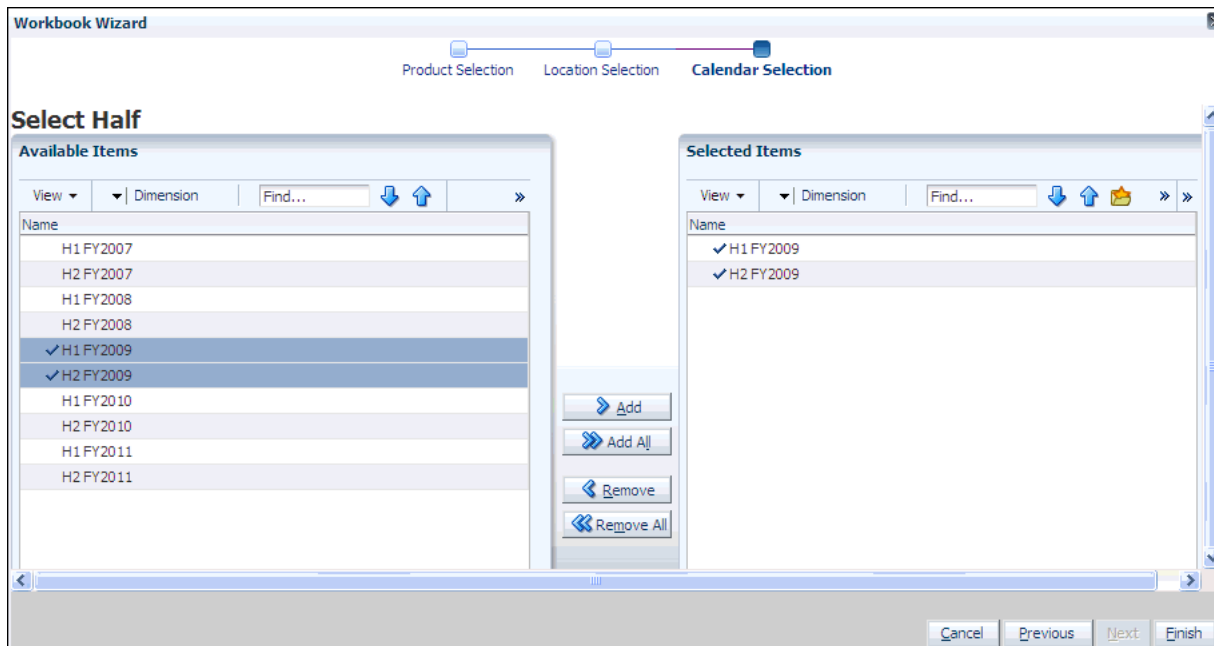 Workbook Wizard
Product Selection Location Selection Calendar Selection
Select Half
Available Items
View Dimension Find... »
Name
H1 FY2007
H2 FY2007
H1 FY2008
H2 FY2008
H1 FY2009
H2 FY2009
H1 FY2010
H2 FY2010
H1 FY2011
H2 FY2011
Add
Add All
Remove
Remove All
Selected Items
View Dimension Find... » »
Name
H1 FY2009
H2 FY2009
Cancel Previous Next Finish